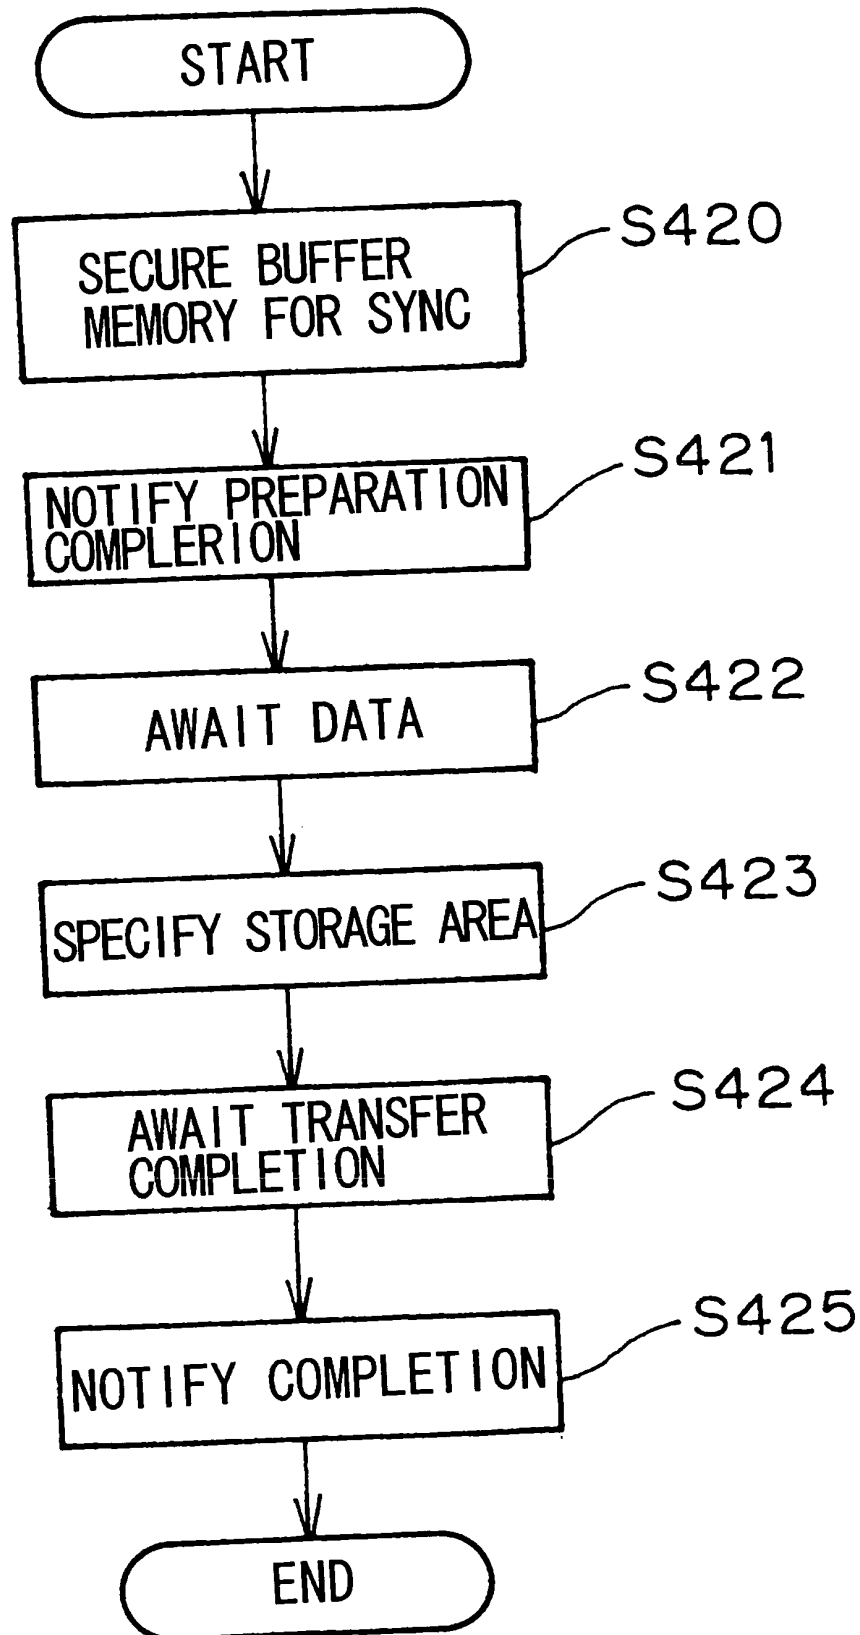 START
SECURE BUFFER
MEMORY FOR SYNC
S420
NOTIFY PREPARATION
COMPLERION
S421
AWAIT DATA
S422
SPECIFY STORAGE AREA
S423
AWAIT TRANSFER
COMPLETION
S424
NOTIFY COMPLETION
S425
END